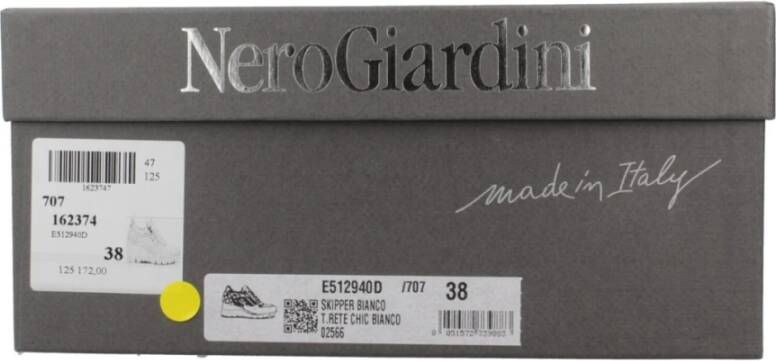 NeroGiardini
made in Italy
47
125
1623747
707
162374
E512940D
38
125 172,00
E512940D /707 38
SKIPPER BIANCO
T.RETE CHIC BIANCO
02566